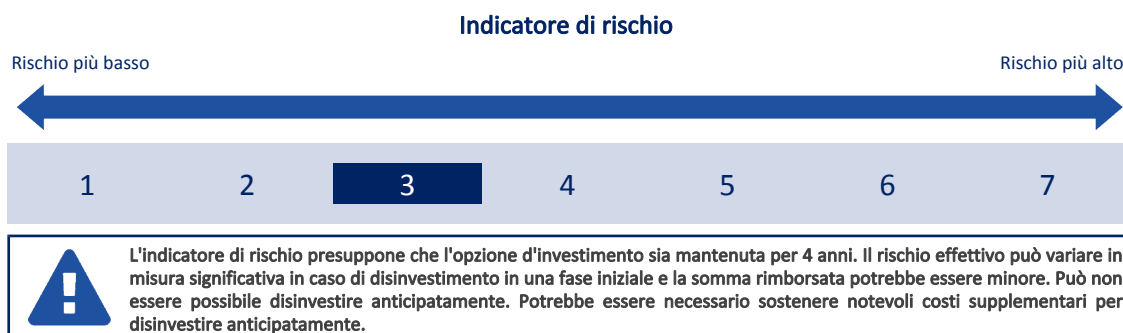 Indicatore di rischio
Rischio più basso
Rischio più alto
1 2 3 4 5 6 7
L'indicatore di rischio presuppone che l'opzione d'investimento sia mantenuta per 4 anni. Il rischio effettivo può variare in
misura significativa in caso di disinvestimento in una fase iniziale e la somma rimborsata potrebbe essere minore. Può non
essere possibile disinvestire anticipatamente. Potrebbe essere necessario sostenere notevoli costi supplementari per
disinvestire anticipatamente.